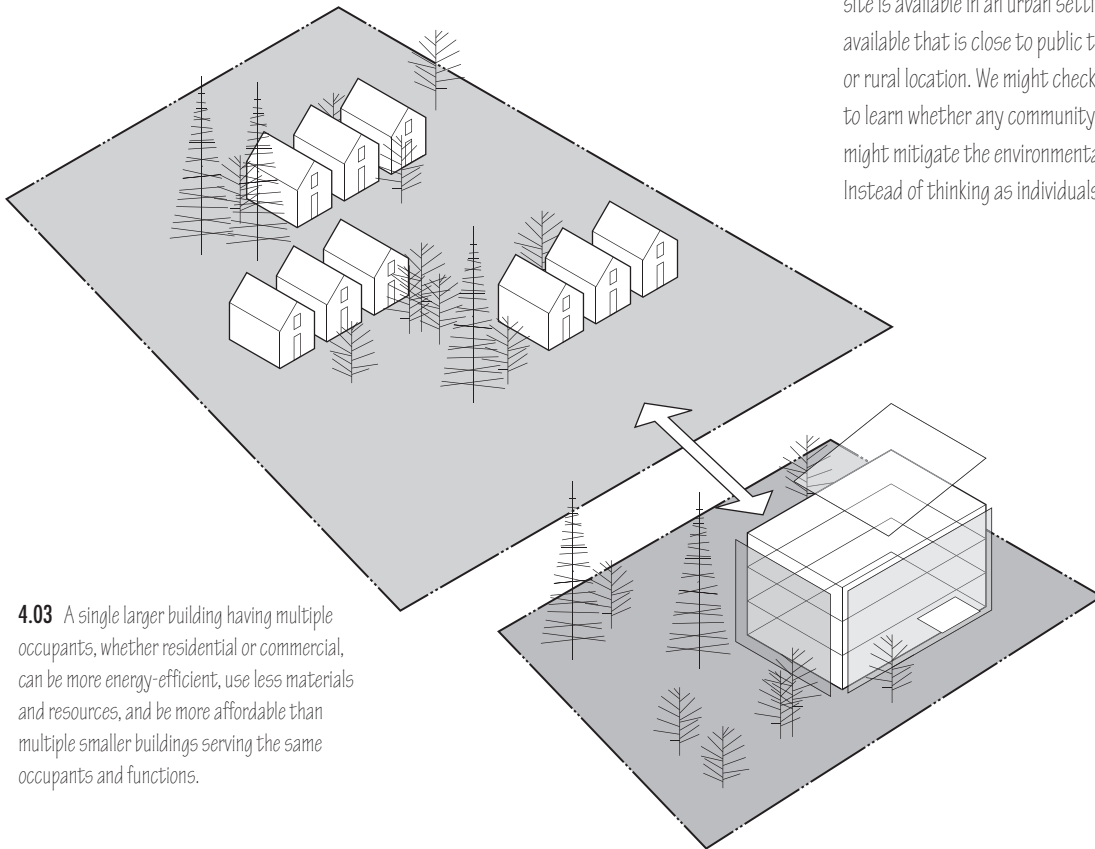 site is available in an urban
available that is close to public
or rural location. We might check
to learn whether any community
might mitigate the
Instead of thinking as individuals
4.03 A single larger building having multiple
occupants, whether residential or commercial,
can be more energy-efficient, use less materials
and resources, and be more affordable than
multiple smaller buildings serving the same
occupants and functions.